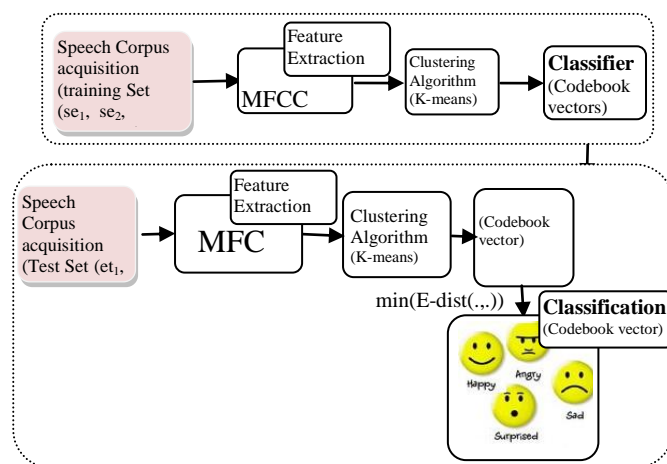 Speech Corpus
acquisition
(training Set
(se₁, se₂,
Feature
Extraction
MFCC
Clustering
Algorithm
(K-means)
Classifier
(Codebook
vectors)
Speech
Corpus
acquisition
(Test Set (et₁,
Feature
Extraction
MFC
Clustering
Algorithm
(K-means)
(Codebook
vector)
min(E-dist(.,.))
Classification
(Codebook vector)
Happy
Angry
Sad
Surprised